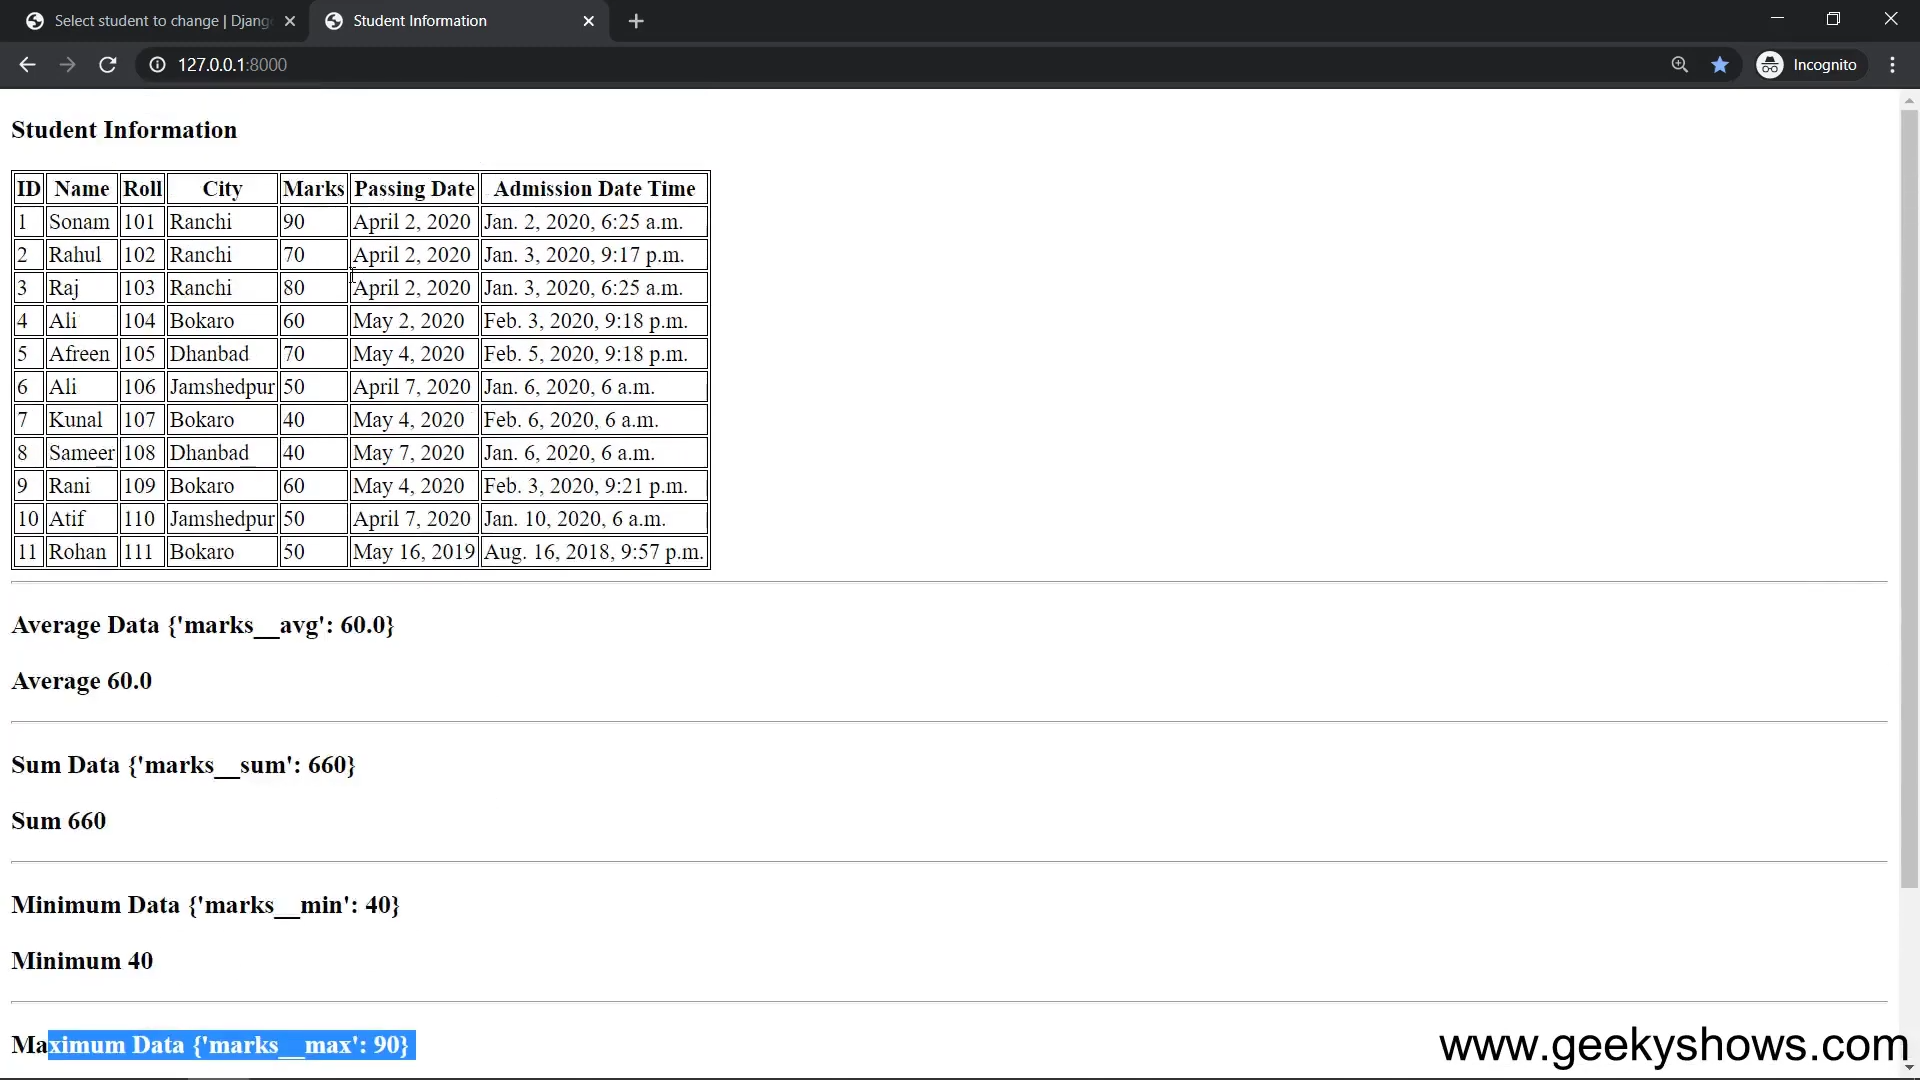 Select student to change | Djang
Student Information
127.0.0.1:8000
Incognito
Student Information
ID Name Roll City Marks Passing Date Admission Date Time
1 Sonam 101 Ranchi 90 April 2, 2020 Jan. 2, 2020, 6:25 a.m.
2 Rahul 102 Ranchi 70 April 2, 2020 Jan. 3, 2020, 9:17 p.m.
3 Raj 103 Ranchi 80 April 2, 2020 Jan. 3, 2020, 6:25 a.m.
4 Ali 104 Bokaro 60 May 2, 2020 Feb. 3, 2020, 9:18 p.m.
5 Afreen 105 Dhanbad 70 May 4, 2020 Feb. 5, 2020, 9:18 p.m.
6 Ali 106 Jamshedpur 50 April 7, 2020 Jan. 6, 2020, 6 a.m.
7 Kunal 107 Bokaro 40 May 4, 2020 Feb. 6, 2020, 6 a.m.
8 Sameer 108 Dhanbad 40 May 7, 2020 Jan. 6, 2020, 6 a.m.
9 Rani 109 Bokaro 60 May 4, 2020 Feb. 3, 2020, 9:21 p.m.
10 Atif 110 Jamshedpur 50 April 7, 2020 Jan. 10, 2020, 6 a.m.
11 Rohan 111 Bokaro 50 May 16, 2019 Aug. 16, 2018, 9:57 p.m.
Average Data {'marks__avg': 60.0}
Average 60.0
Sum Data {'marks__sum': 660}
Sum 660
Minimum Data {'marks__min': 40}
Minimum 40
Maximum Data {'marks__max': 90}
www.geekyshows.com